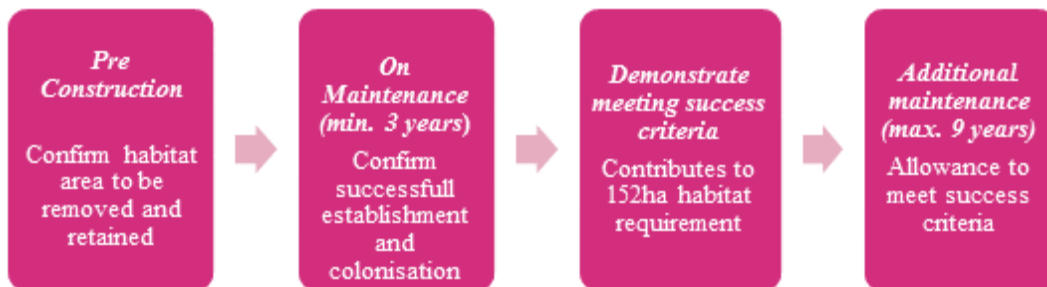 Pre
Construction
Confirm habitat
area to be
removed and
retained
On
Maintenance
(min. 3 years)
Confirm
successfull
establishment
and
colonisation
Demonstrate
meeting success
criteria
Contributes to
152ha habitat
requirement
Additional
maintenance
(max. 9 years)
Allowance to
meet success
criteria